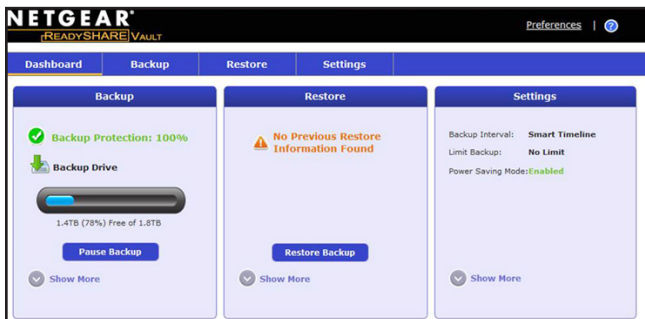 NETGEAR®
READYSHARE VAULT
Preferences | ?
Dashboard Backup Restore Settings
Backup
Backup Protection: 100%
Backup Drive
1.4TB (78%) Free of 1.8TB
Pause Backup
Show More
Restore
No Previous Restore
Information Found
Restore Backup
Show More
Settings
Backup Interval: Smart Timeline
Limit Backup: No Limit
Power Saving Mode:Enabled
Show More